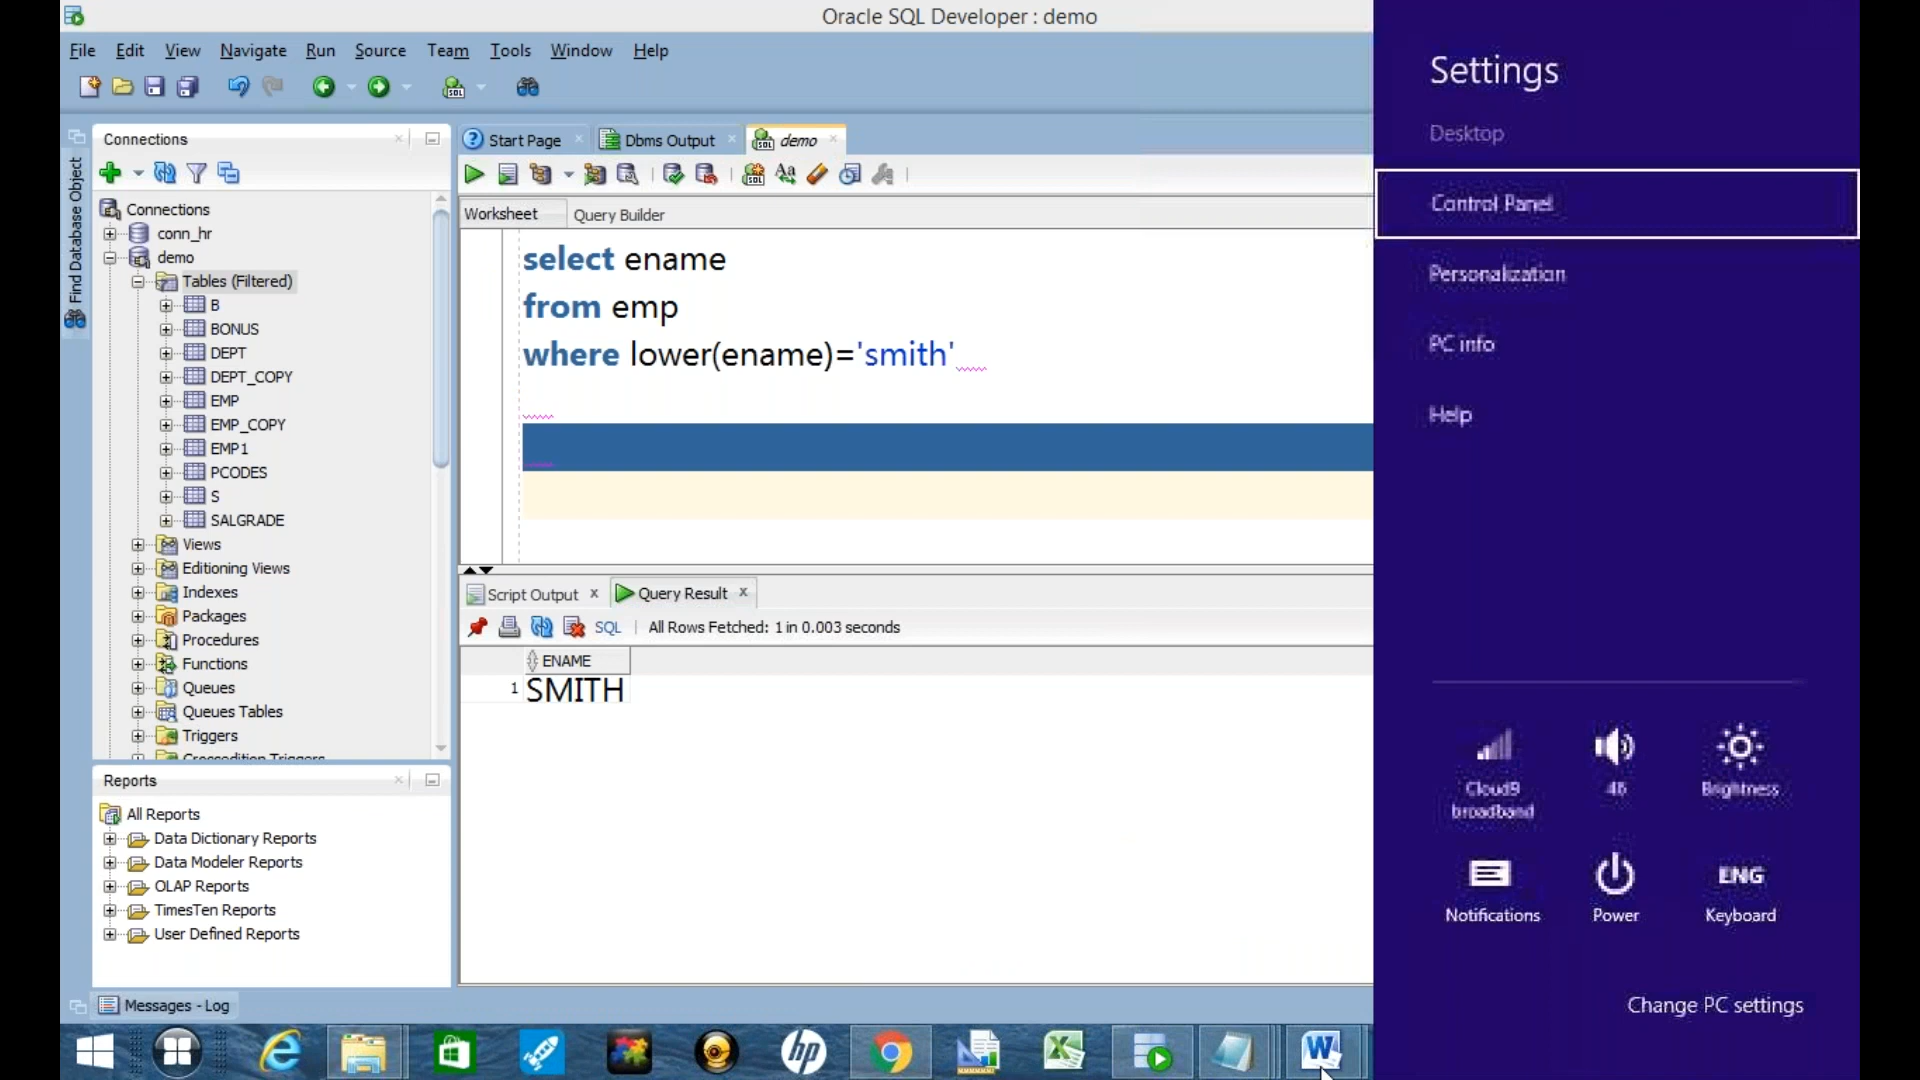 Oracle SQL Developer : demo
File Edit View Navigate Run Source Team Tools Window Help
Find Database Object
Connections
Connections
conn_hr
demo
Tables (Filtered)
B
BONUS
DEPT
DEPT_COPY
EMP
EMP_COPY
EMP1
PCODES
S
SALGRADE
Views
Editioning Views
Indexes
Packages
Procedures
Functions
Queues
Queues Tables
Triggers
Crossedition Triggers
Reports
All Reports
Data Dictionary Reports
Data Modeler Reports
OLAP Reports
TimesTen Reports
User Defined Reports
Messages - Log
Start Page Dbms Output demo
Worksheet Query Builder
select ename
from emp
where lower(ename)='smith'
Script Output Query Result
SQL All Rows Fetched: 1 in 0.003 seconds
ENAME
1 SMITH
Settings
Desktop
Control Panel
Personalization
PC info
Help
Cloud9 broadband
46
Brightness
Notifications
Power
ENG
Keyboard
Change PC settings